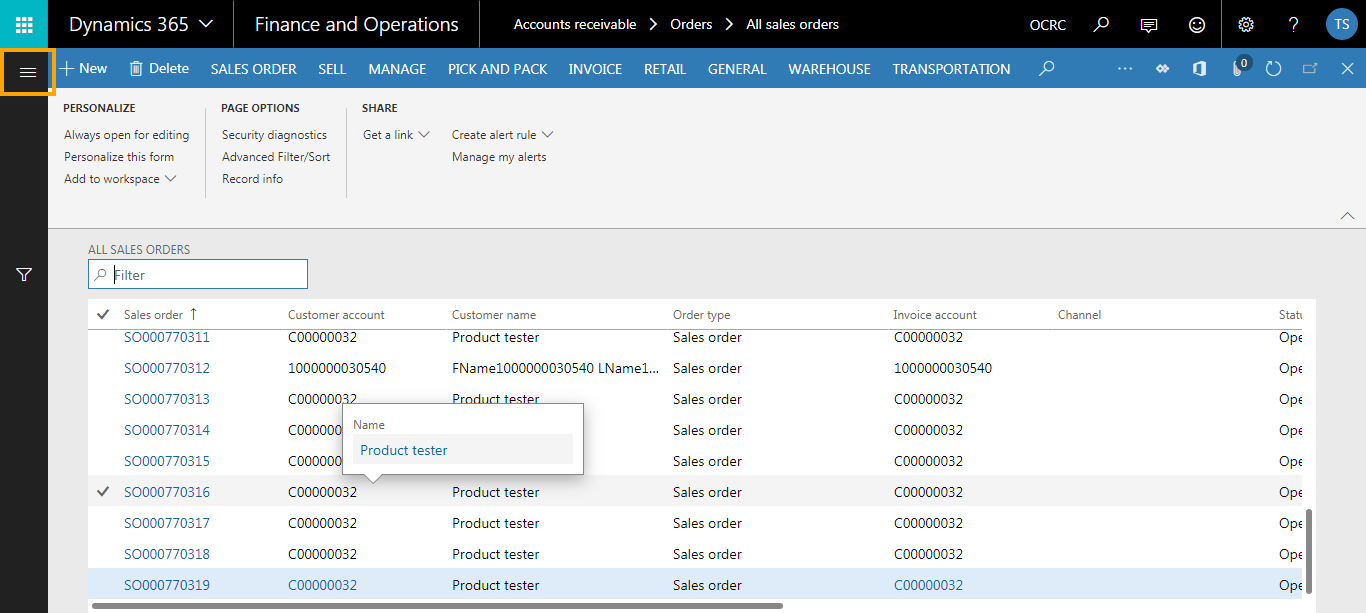 Dynamics 365 Finance and Operations Accounts receivable Orders All sales orders OCRC ? TS
New Delete SALES ORDER SELL MANAGE PICK AND PACK INVOICE RETAIL GENERAL WAREHOUSE TRANSPORTATION 0
PERSONALIZE PAGE OPTIONS SHARE
Always open for editing Security diagnostics Get a link Create alert rule
Personalize this form Advanced Filter/Sort Manage my alerts
Add to workspace Record info
ALL SALES ORDERS
Filter
Sales order Customer account Customer name Order type Invoice account Channel Statu
SO000770311 C00000032 Product tester Sales order C00000032 Ope
SO000770312 1000000030540 FName1000000030540 LName1... Sales order 1000000030540 Ope
SO000770313 C00000032 Product tester Sales order C00000032 Ope
SO000770314 C00000 Sales order C00000032 Ope
Name
Product tester
SO000770315 C00000 Sales order C00000032 Ope
SO000770316 C00000032 Product tester Sales order C00000032 Ope
SO000770317 C00000032 Product tester Sales order C00000032 Ope
SO000770318 C00000032 Product tester Sales order C00000032 Ope
SO000770319 C00000032 Product tester Sales order C00000032 Ope